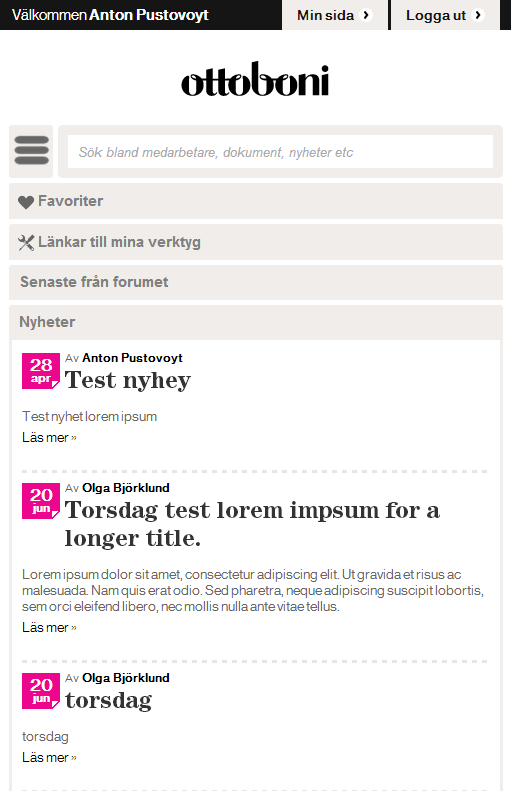 Välkommen Anton Pustovoyt
Min sida
Logga ut
ottoboni
Sök bland medarbetare, dokument, nyheter etc
Favoriter
Länkar till mina verktyg
Senaste från forumet
Nyheter
28 apr
Av Anton Pustovoyt
Test nyhey
Test nyhet lorem ipsum
Läs mer »
20 jun
Av Olga Björklund
Torsdag test lorem impsum for a
longer title.
Lorem ipsum dolor sit amet, consectetur adipiscing elit. Ut gravida et risus ac
malesuada. Nam quis erat odio. Sed pharetra, neque adipiscing suscipit lobortis,
sem orci eleifend libero, nec mollis nulla ante vitae tellus.
Läs mer »
20 jun
Av Olga Björklund
torsdag
torsdag
Läs mer »